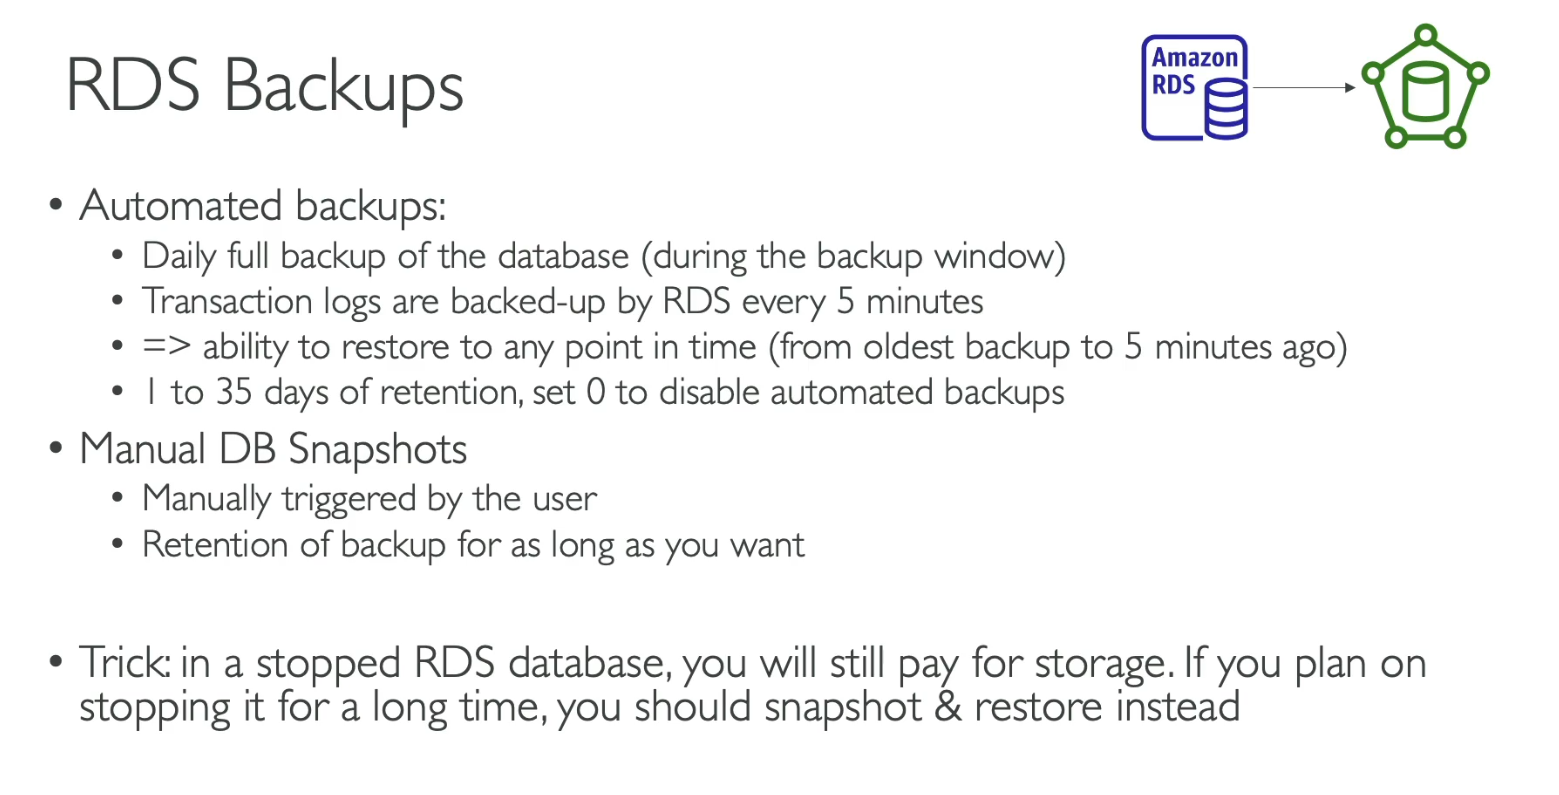 RDS Backups
Amazon
RDS
• Automated backups:
• Daily full backup of the database (during the backup window)
• Transaction logs are backed-up by RDS every 5 minutes
• => ability to restore to any point in time (from oldest backup to 5 minutes ago)
• 1 to 35 days of retention, set 0 to disable automated backups
• Manual DB Snapshots
• Manually triggered by the user
• Retention of backup for as long as you want
• Trick: in a stopped RDS database, you will still pay for storage. If you plan on
stopping it for a long time, you should snapshot & restore instead